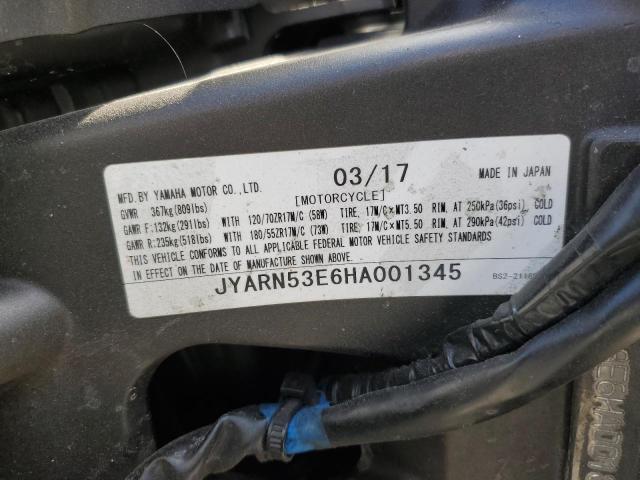 MFD. BY YAMAHA MOTOR CO.,LTD. 03/17 MADE IN JAPAN
[MOTORCYCLE]
GVWR 367kg(809lbs)
GAWR F:132kg(291lbs) WITH 120/70ZR17M/C (58W) TIRE, 17M/C×MT3.50 RIM, AT 250kPa(36psi) COLD
GAWR R:235kg(518lbs) WITH 180/55ZR17M/C (73W) TIRE, 17M/C×MT5.50 RIM, AT 290kPa(42psi) COLD
THIS VEHICLE CONFORMS TO ALL APPLICABLE FEDERAL MOTOR VEHICLE SAFETY STANDARDS
IN EFFECT ON THE DATE OF MANUFACTURE SHOWN ABOVE.
JYARN53E6HA001345